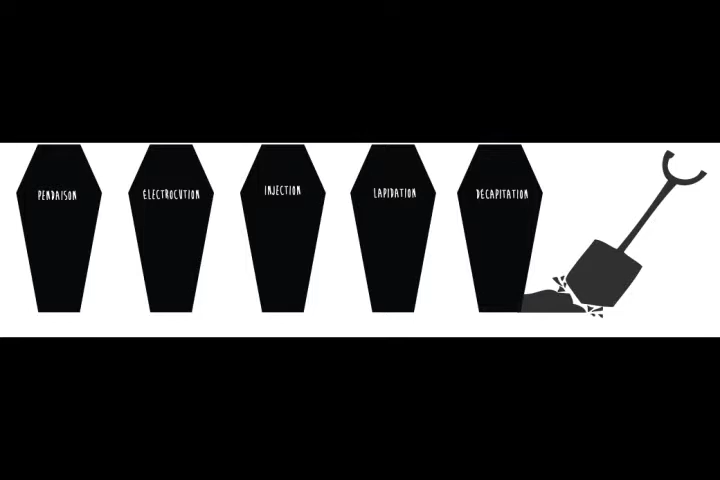 PENDAISON
ELECTROCUTION
INJECTION
LAPIDATION
DECAPITATION